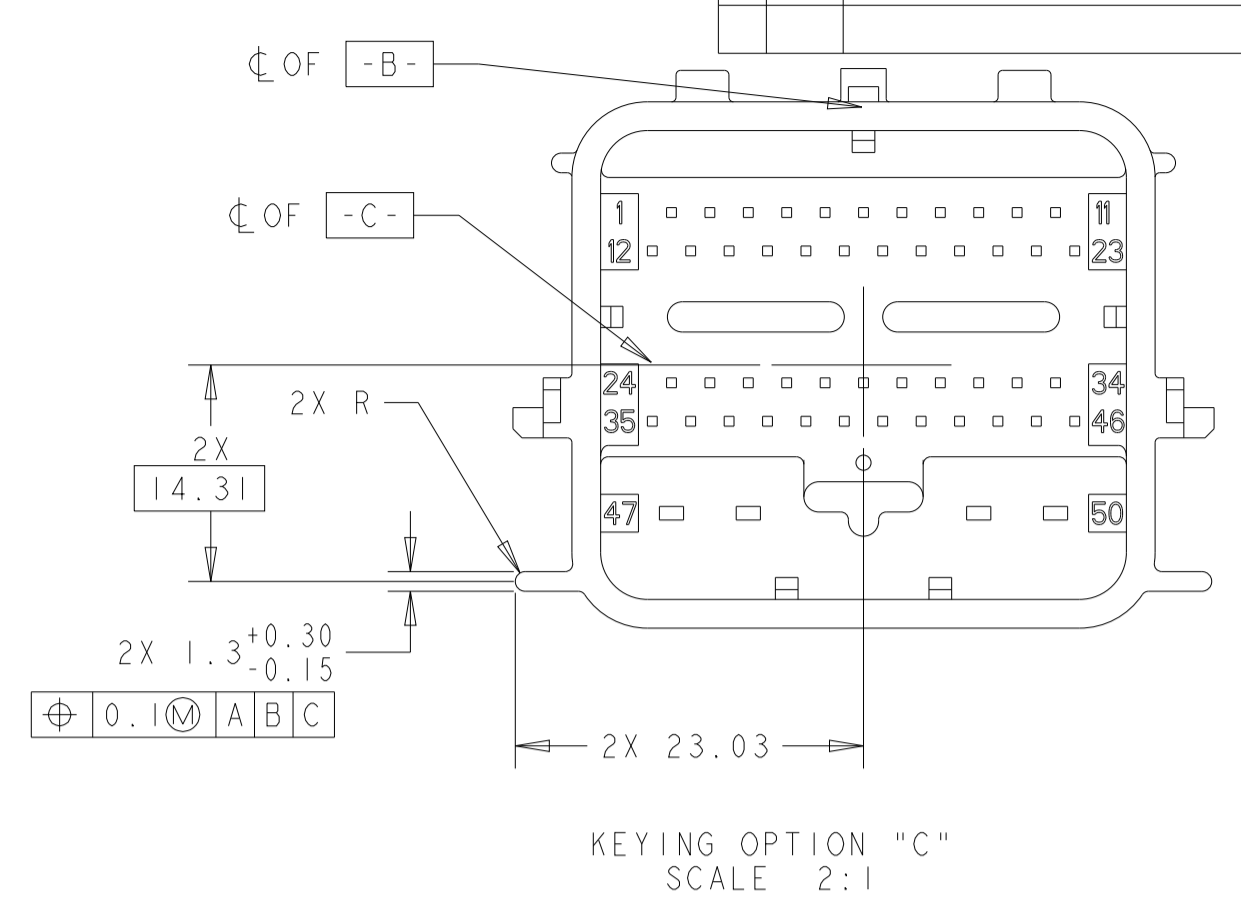 ℄ OF -B-
℄ OF -C-
1 11
12 23
24 34
35 46
47 50
2X R
2X
14.31
2X 1.3 +0.30 -0.15
⌖ 0.1Ⓜ A B C
2X 23.03
KEYING OPTION "C"
SCALE 2:1